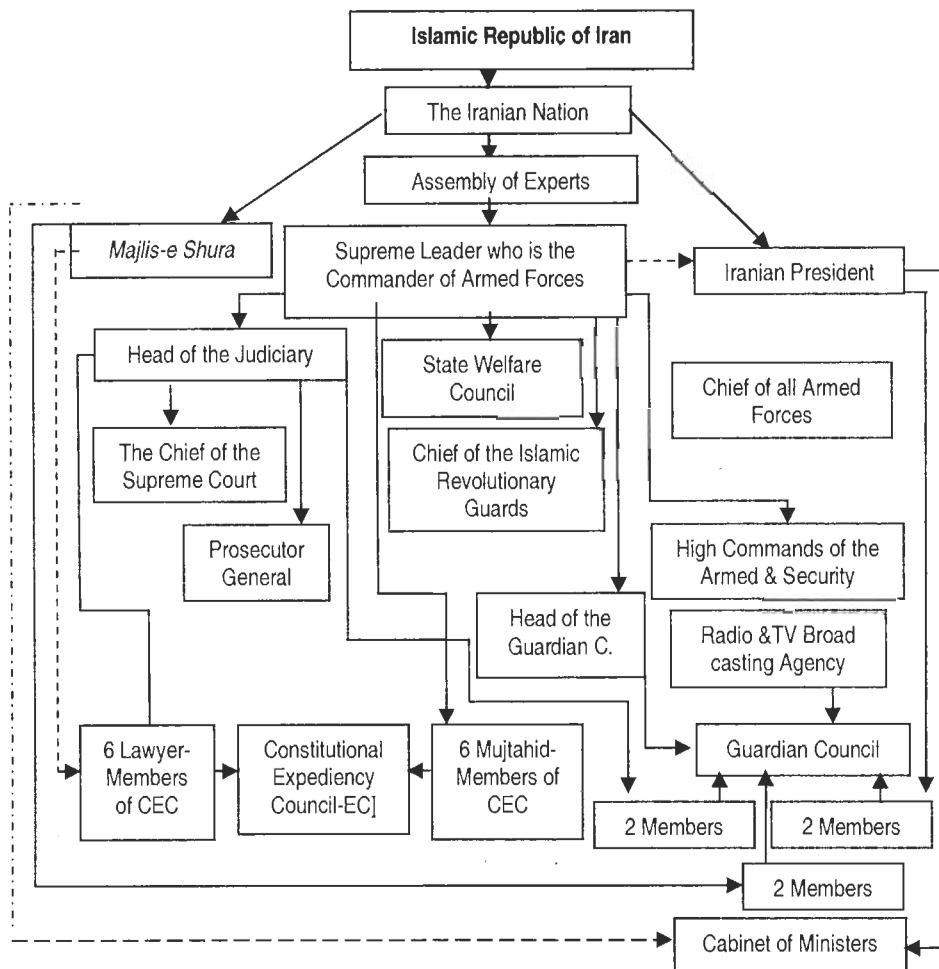 Islamic Republic of Iran
The Iranian Nation
Assembly of Experts
Majlis-e Shura
Supreme Leader who is the
Commander of Armed Forces
Iranian President
Head of the Judiciary
State Welfare
Council
Chief of all Armed
Forces
The Chief of the
Supreme Court
Chief of the Islamic
Revolutionary
Guards
Prosecutor
General
High Commands of the
Armed & Security
Head of the
Guardian C.
Radio &TV Broad
casting Agency
6 Lawyer-
Members
of CEC
Constitutional
Expediency
Council-EC]
6 Mujtahid-
Members of
CEC
Guardian Council
2 Members
2 Members
2 Members
Cabinet of Ministers